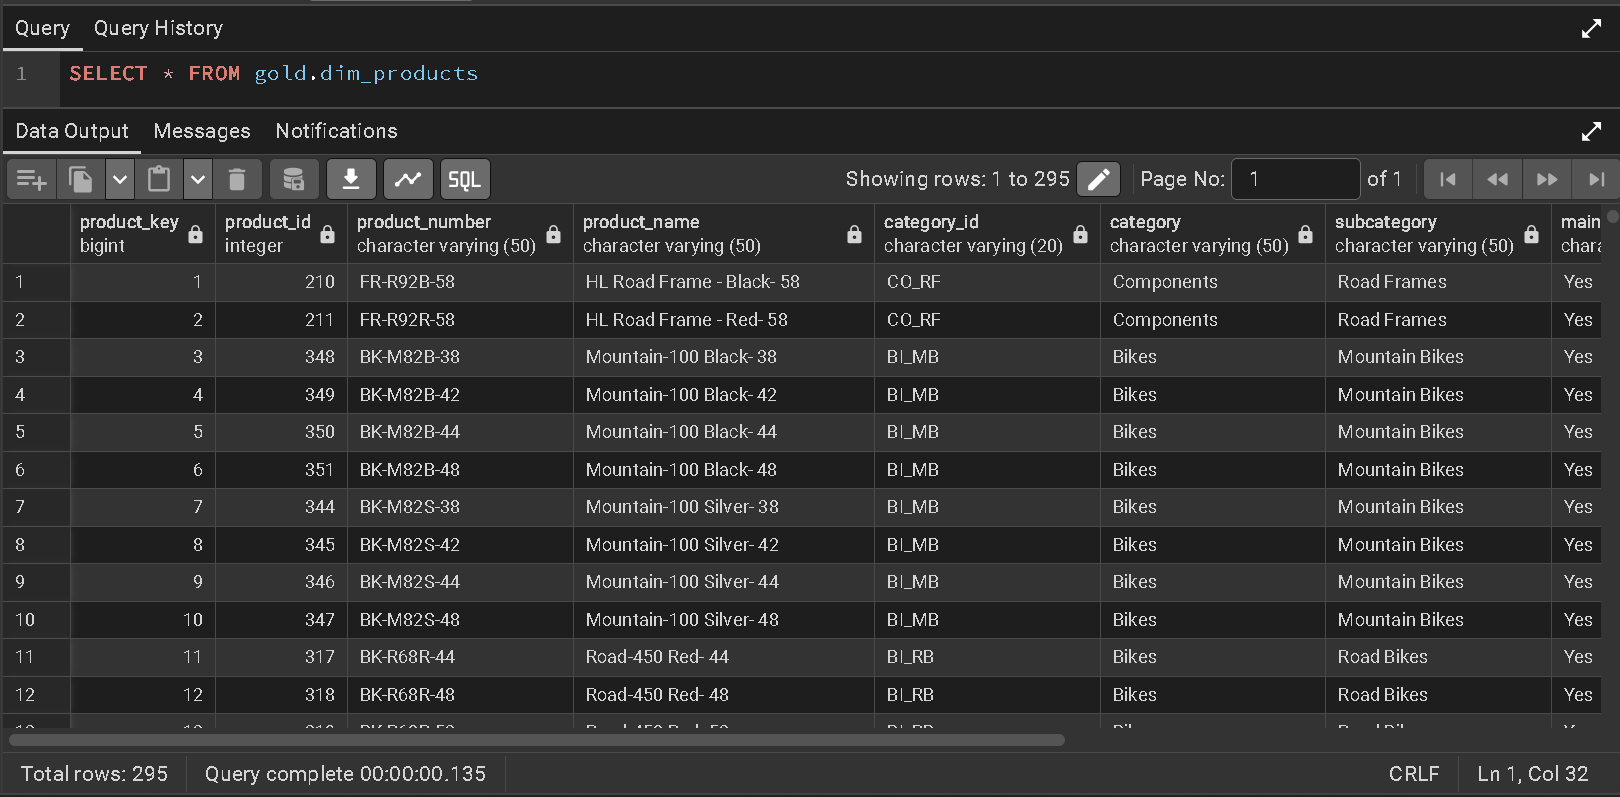 Query Query History
1 SELECT * FROM gold.dim_products
Data Output Messages Notifications
SQL Showing rows: 1 to 295 Page No: 1 of 1
product_key product_id product_number product_name category_id category subcategory main
bigint integer character varying (50) character varying (50) character varying (20) character varying (50) character varying (50) chara
1 1 210 FR-R92B-58 HL Road Frame - Black- 58 CO_RF Components Road Frames Yes
2 2 211 FR-R92R-58 HL Road Frame - Red- 58 CO_RF Components Road Frames Yes
3 3 348 BK-M82B-38 Mountain-100 Black- 38 BI_MB Bikes Mountain Bikes Yes
4 4 349 BK-M82B-42 Mountain-100 Black- 42 BI_MB Bikes Mountain Bikes Yes
5 5 350 BK-M82B-44 Mountain-100 Black- 44 BI_MB Bikes Mountain Bikes Yes
6 6 351 BK-M82B-48 Mountain-100 Black- 48 BI_MB Bikes Mountain Bikes Yes
7 7 344 BK-M82S-38 Mountain-100 Silver- 38 BI_MB Bikes Mountain Bikes Yes
8 8 345 BK-M82S-42 Mountain-100 Silver- 42 BI_MB Bikes Mountain Bikes Yes
9 9 346 BK-M82S-44 Mountain-100 Silver- 44 BI_MB Bikes Mountain Bikes Yes
10 10 347 BK-M82S-48 Mountain-100 Silver- 48 BI_MB Bikes Mountain Bikes Yes
11 11 317 BK-R68R-44 Road-450 Red- 44 BI_RB Bikes Road Bikes Yes
12 12 318 BK-R68R-48 Road-450 Red- 48 BI_RB Bikes Road Bikes Yes
Total rows: 295 Query complete 00:00:00.135 CRLF Ln 1, Col 32